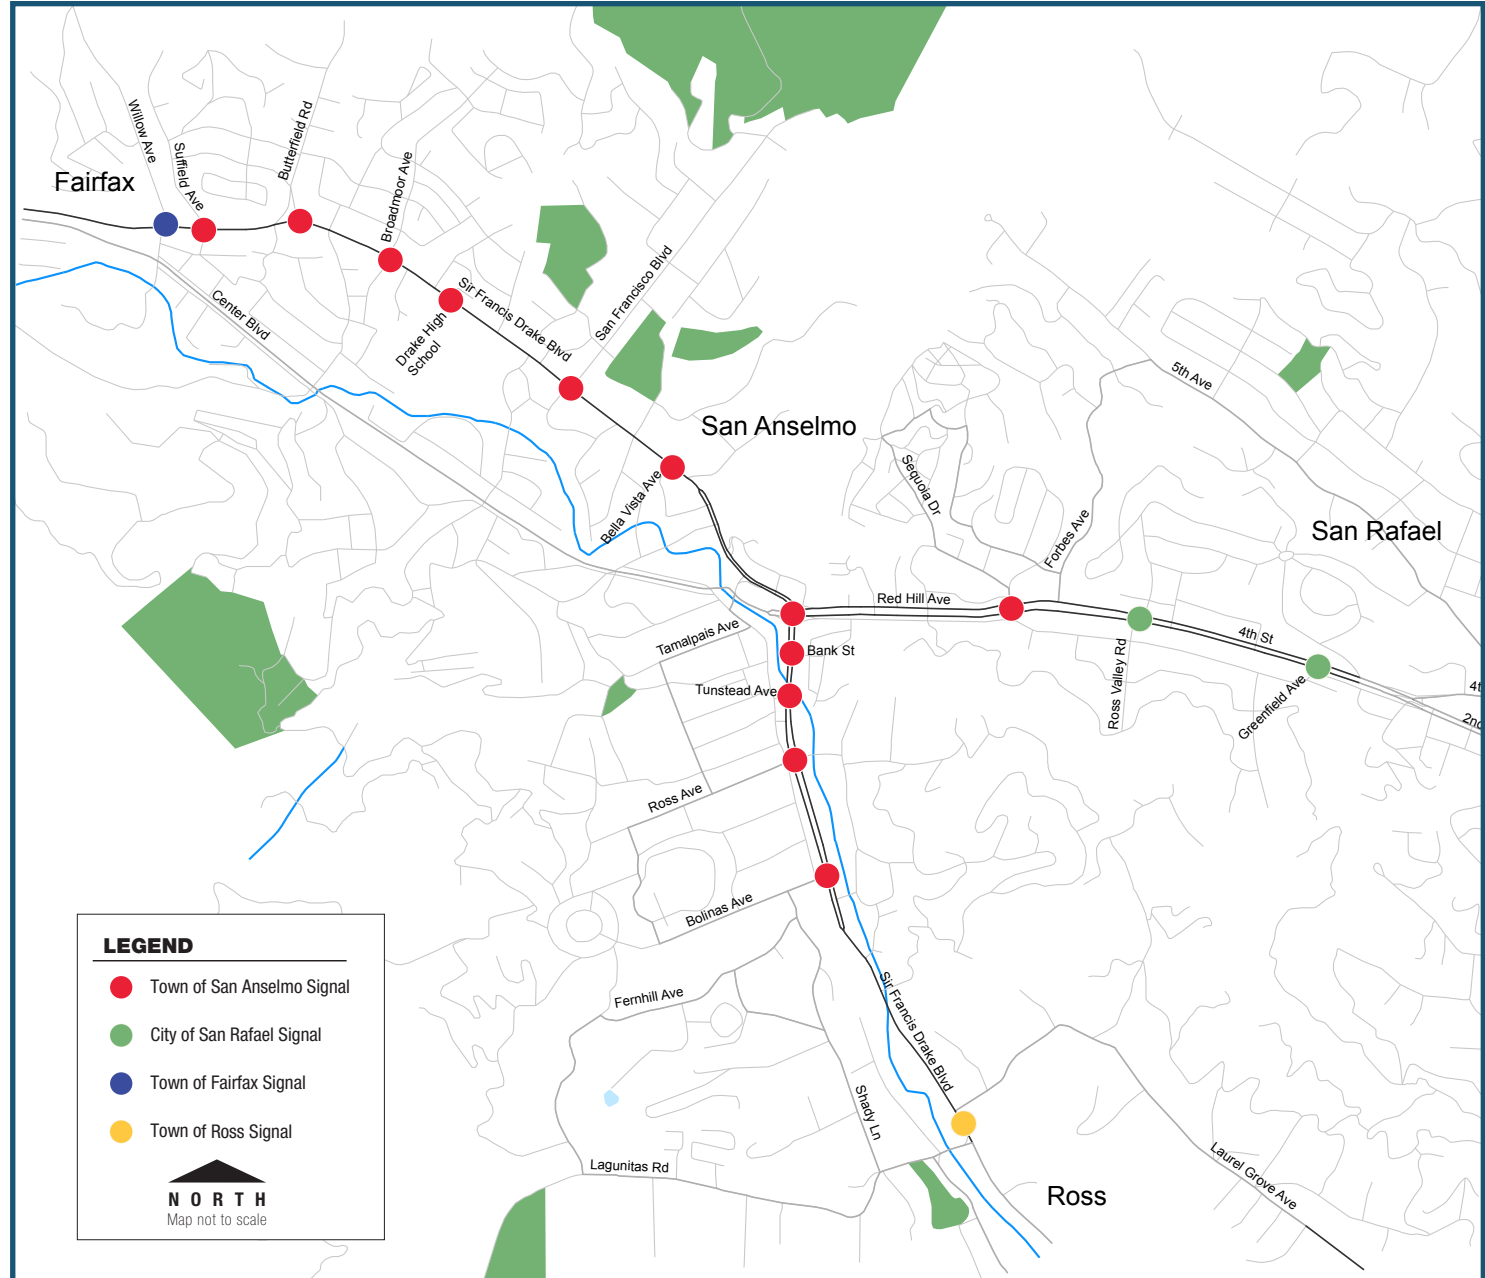 Willow Ave
Suffield Ave
Butterfield Rd
Broadmoor Ave
Fairfax
Center Blvd
Drake High
School
Sir Francis Drake Blvd
San Francisco Blvd
San Anselmo
Bella Vista Ave
5th Ave
Sequoia Dr
Forbes Ave
San Rafael
Red Hill Ave
4th St
Tamalpais Ave
Bank St
Tunstead Ave
Ross Valley Rd
Greenfield Ave
4t
2nd
Ross Ave
Bolinas Ave
Fernhill Ave
Sir Francis Drake Blvd
Shady Ln
Lagunitas Rd
Laurel Grove Ave
Ross
LEGEND
Town of San Anselmo Signal
City of San Rafael Signal
Town of Fairfax Signal
Town of Ross Signal
NORTH
Map not to scale